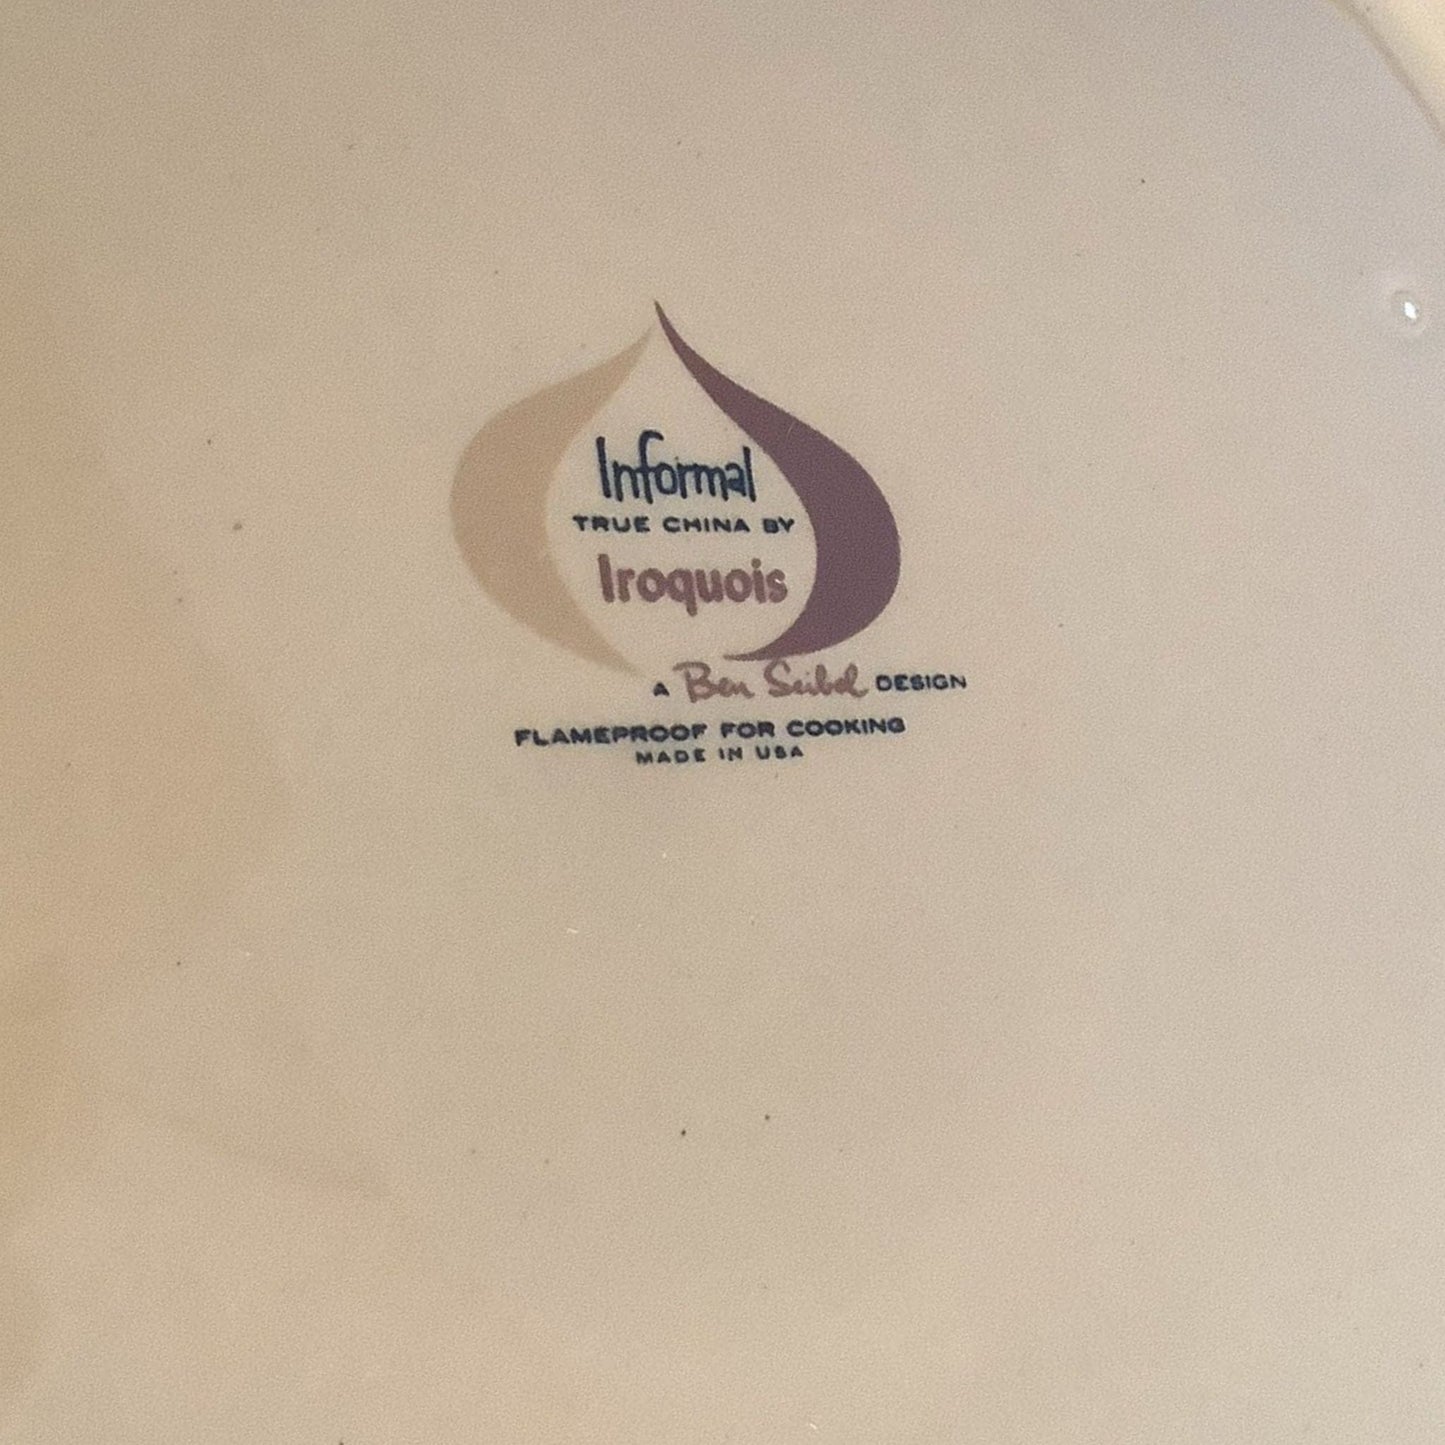 Informal
TRUE CHINA BY
Iroquois
A Ben Seibel DESIGN
FLAMEPROOF FOR COOKING
MADE IN USA